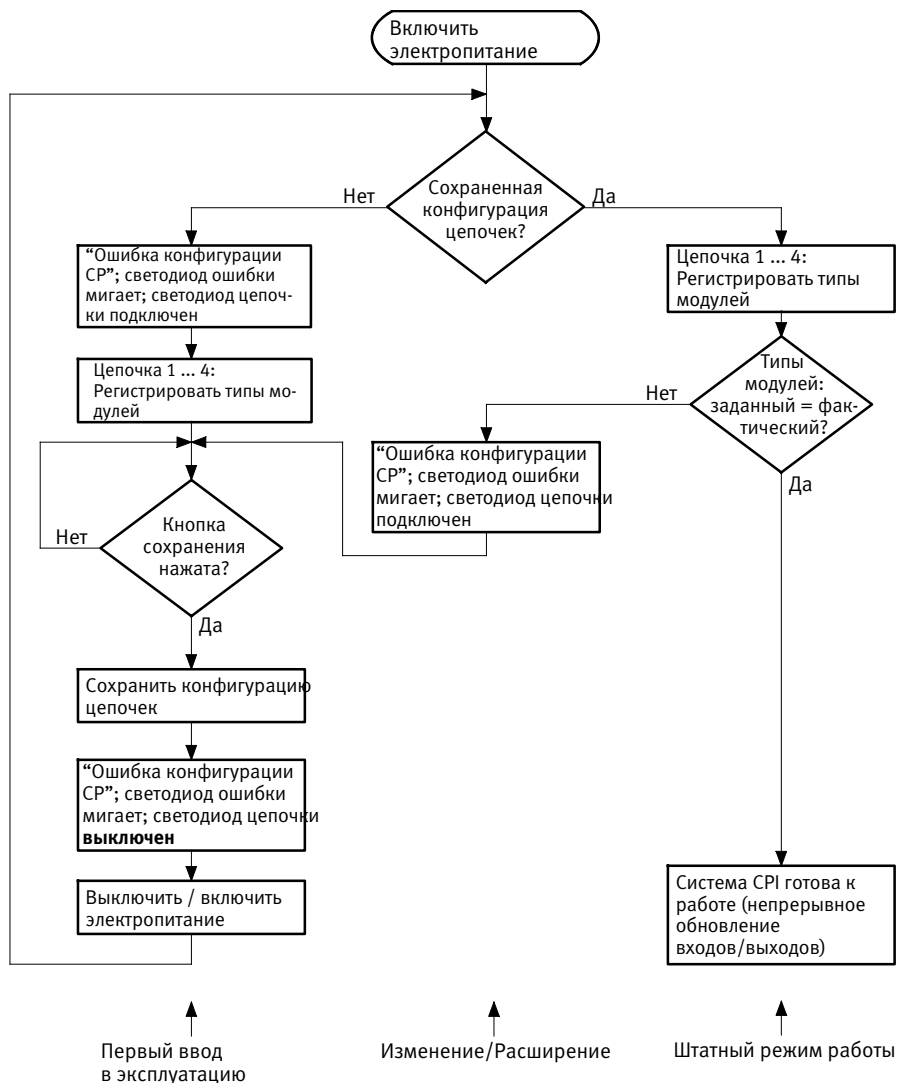 Включить
электропитание
Нет
Сохраненная
конфигурация
цепочек?
Да
“Ошибка конфигурации
CP”; светодиод ошибки
мигает; светодиод цепоч-
ки подключен
Цепочка 1 ... 4:
Регистрировать типы
модулей
Цепочка 1 ... 4:
Регистрировать типы мо-
дулей
Нет
Типы
модулей:
заданный = фак-
тический?
Да
“Ошибка конфигурации
CP”; светодиод ошибки
мигает; светодиод цепочки
подключен
Нет
Кнопка
сохранения
нажата?
Да
Сохранить конфигурацию
цепочек
“Ошибка конфигурации
CP”; светодиод ошибки
мигает; светодиод цепочки
выключен
Выключить / включить
электропитание
Система CPI готова к
работе (непрерывное
обновление
входов/выходов)
Первый ввод
в эксплуатацию
Изменение/Расширение
Штатный режим работы